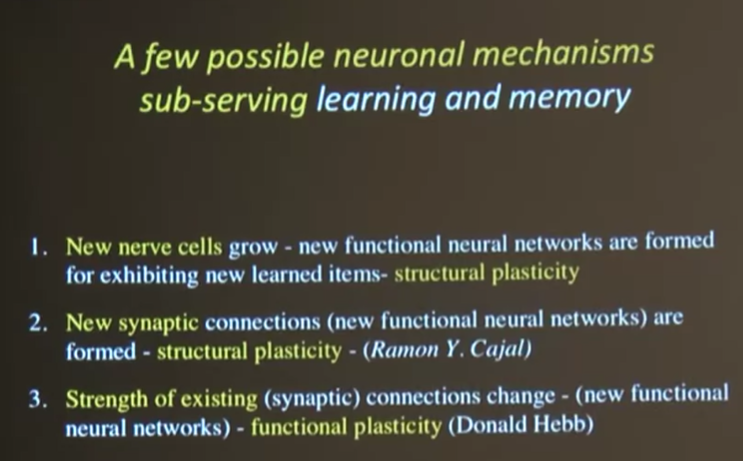 A few possible neuronal mechanisms
sub-serving learning and memory
1. New nerve cells grow - new functional neural networks are formed
for exhibiting new learned items- structural plasticity
2. New synaptic connections (new functional neural networks) are
formed - structural plasticity - (Ramon Y. Cajal)
3. Strength of existing (synaptic) connections change - (new functional
neural networks) - functional plasticity (Donald Hebb)